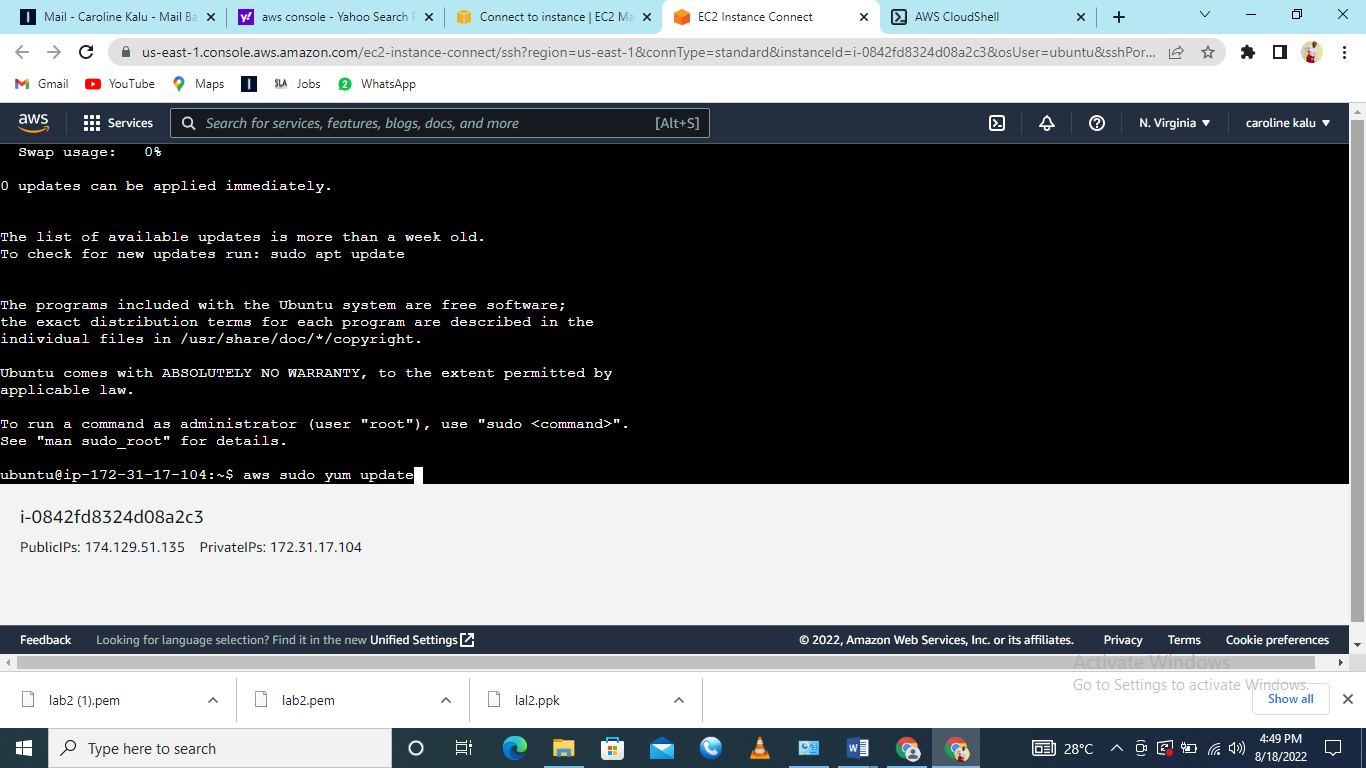 Mail - Caroline Kalu - Mail Ba
aws console - Yahoo Search
Connect to instance | EC2 Ma
EC2 Instance Connect
AWS CloudShell
us-east-1.console.aws.amazon.com/ec2-instance-connect/ssh?region=us-east-1&connType=standard&instanceId=i-0842fd8324d08a2c3&osUser=ubuntu&sshPor...
Gmail YouTube Maps SLA Jobs 2 WhatsApp
aws Services Search for services, features, blogs, docs, and more [Alt+S] N. Virginia caroline kalu
Swap usage: 0%
0 updates can be applied immediately.
The list of available updates is more than a week old.
To check for new updates run: sudo apt update
The programs included with the Ubuntu system are free software;
the exact distribution terms for each program are described in the
individual files in /usr/share/doc/*/copyright.
Ubuntu comes with ABSOLUTELY NO WARRANTY, to the extent permitted by
applicable law.
To run a command as administrator (user "root"), use "sudo <command>".
See "man sudo_root" for details.
ubuntu@ip-172-31-17-104:~$ aws sudo yum update
i-0842fd8324d08a2c3
PublicIPs: 174.129.51.135 PrivateIPs: 172.31.17.104
Feedback Looking for language selection? Find it in the new Unified Settings © 2022, Amazon Web Services, Inc. or its affiliates. Privacy Terms Cookie preferences
Activate Windows
Go to Settings to activate Windows.
lab2 (1).pem lab2.pem lal2.ppk Show all
Type here to search 28°C 4:49 PM
8/18/2022